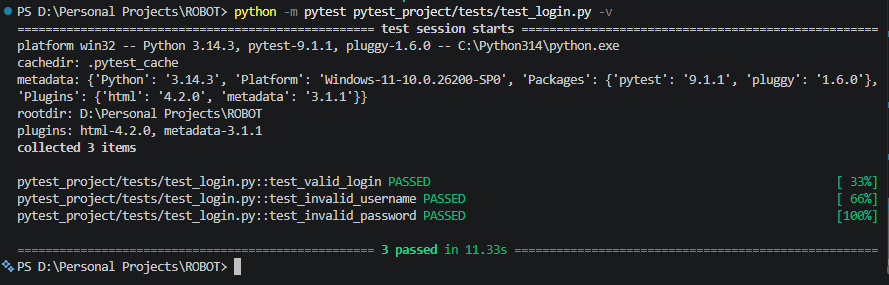 PS D:\Personal Projects\ROBOT> python -m pytest pytest_project/tests/test_login.py -v
================================================== test session starts ===================================================
platform win32 -- Python 3.14.3, pytest-9.1.1, pluggy-1.6.0 -- C:\Python314\python.exe
cachedir: .pytest_cache
metadata: {'Python': '3.14.3', 'Platform': 'Windows-11-10.0.26200-SP0', 'Packages': {'pytest': '9.1.1', 'pluggy': '1.6.0'},
'Plugins': {'html': '4.2.0', 'metadata': '3.1.1'}}
rootdir: D:\Personal Projects\ROBOT
plugins: html-4.2.0, metadata-3.1.1
collected 3 items
pytest_project/tests/test_login.py::test_valid_login PASSED [ 33%]
pytest_project/tests/test_login.py::test_invalid_username PASSED [ 66%]
pytest_project/tests/test_login.py::test_invalid_password PASSED [100%]
================================================== 3 passed in 11.33s ===================================================
PS D:\Personal Projects\ROBOT>